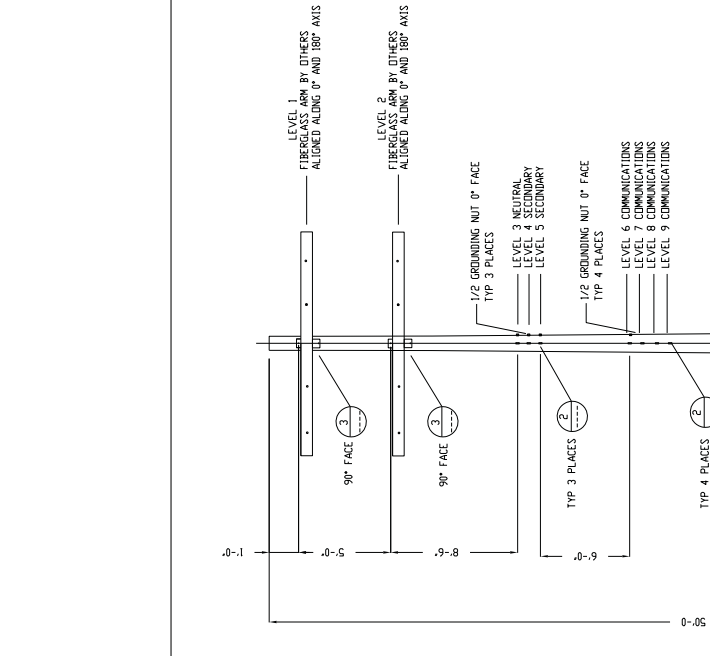 LEVEL 1
FIBERGLASS ARM BY OTHERS
ALIGNED ALONG 0° AND 180° AXIS
LEVEL 2
FIBERGLASS ARM BY OTHERS
ALIGNED ALONG 0° AND 180° AXIS
1/2 GROUNDING NUT 0° FACE
TYP 3 PLACES
LEVEL 3 NEUTRAL
LEVEL 4 SECONDARY
LEVEL 5 SECONDARY
1/2 GROUNDING NUT 0° FACE
TYP 4 PLACES
LEVEL 6 COMMUNICATIONS
LEVEL 7 COMMUNICATIONS
LEVEL 8 COMMUNICATIONS
LEVEL 9 COMMUNICATIONS
3
90° FACE
3
90° FACE
2
TYP 3 PLACES
2
TYP 4 PLACES
1'-0"
5'-0"
8'-6"
6'-0"
50'-0